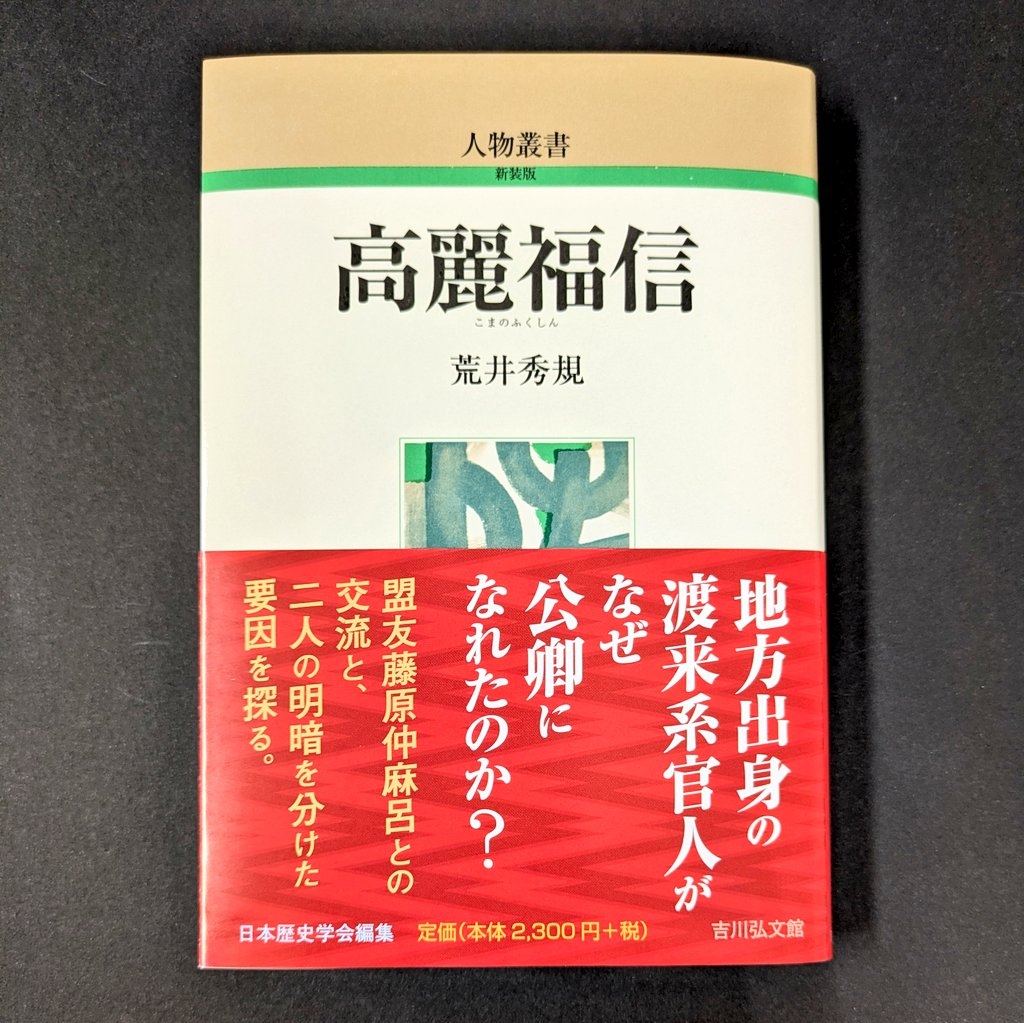 人物叢書
新装版
高麗福信
こまのふくしん
荒井秀規
地方出身の
渡来系官人が
なぜ
公卿に
なれたのか?
盟友藤原仲麻呂との
交流と、
二人の明暗を分けた
要因を探る。
日本歴史学会編集
定価(本体2,300円+税)
吉川弘文館